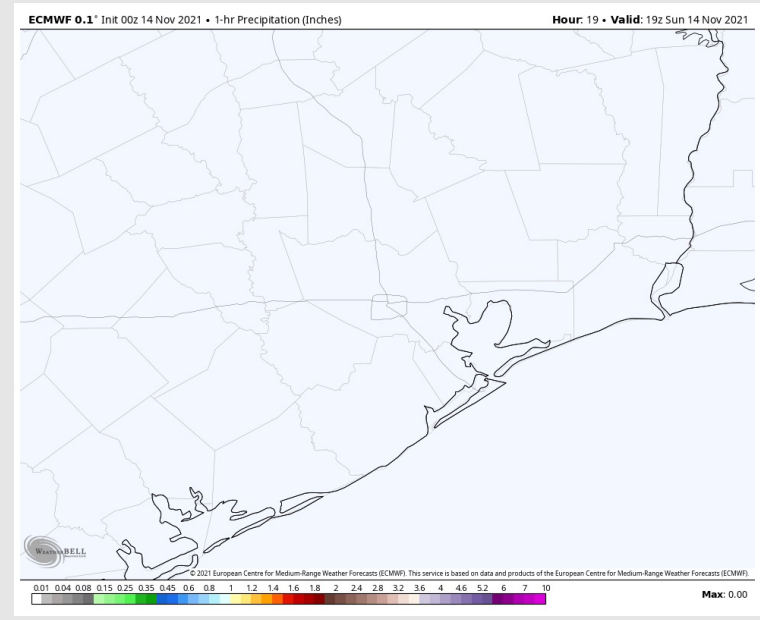 ECMWF 0.1° Init 00z 14 Nov 2021 • 1-hr Precipitation (Inches) Hour: 19 • Valid: 19z Sun 14 Nov 2021
WEATHERBELL
© 2021 European Centre for Medium-Range Weather Forecasts (ECMWF). This service is based on data and products of the European Centre for Medium-Range Weather Forecasts (ECMWF).
0.01 0.04 0.08 0.15 0.25 0.35 0.45 0.6 0.8 1 1.2 1.4 1.6 1.8 2 2.4 2.8 3.2 3.6 4 4.6 5.2 6 7 10
Max: 0.00